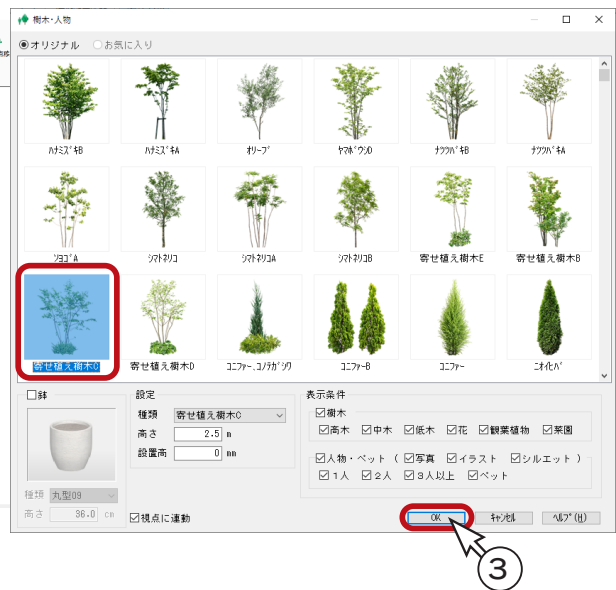 樹木・人物
オリジナル お気に入り
ハナミズキB ハナミズキA オリーブ ヤマボウシD ナツツバキB ナツツバキA
ソヨゴA シマトネリコ シマトネリコA シマトネリコB 寄せ植え樹木E 寄せ植え樹木B
寄せ植え樹木C 寄せ植え樹木D コニファー、コノテガシワ コニファーB コニファー ニオイヒバ
鉢
種類 丸型09
高さ 36.0 cm
設定
種類 寄せ植え樹木C
高さ 2.5 m
設置高 0 mm
視点に連動
表示条件
樹木
高木 中木 低木 花 観葉植物 菜園
人物・ペット ( 写真 イラスト シルエット )
1人 2人 3人以上 ペット
OK キャンセル ヘルプ(H)
3